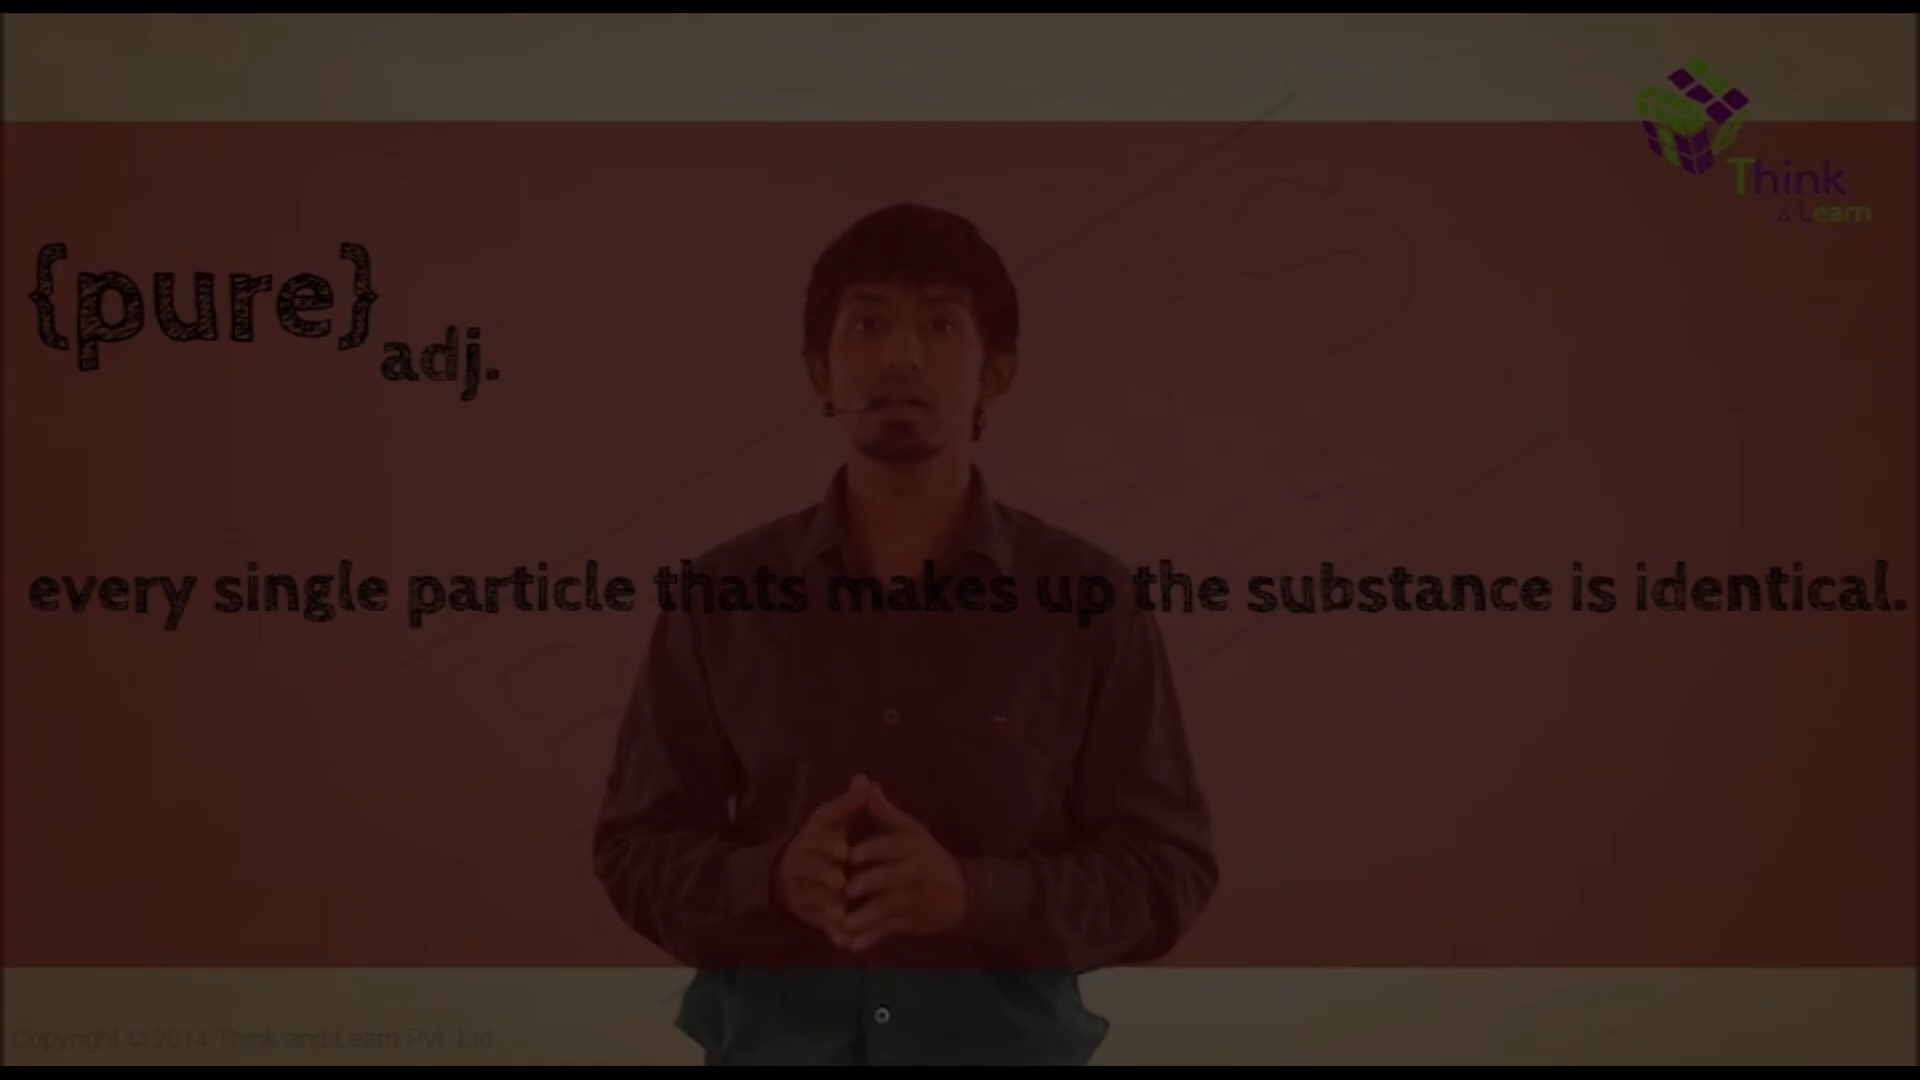 Think
& Learn
{pure} adj.
every single particle thats makes up the substance is identical.
Copyright © 2014 Think and Learn Pvt. Ltd.